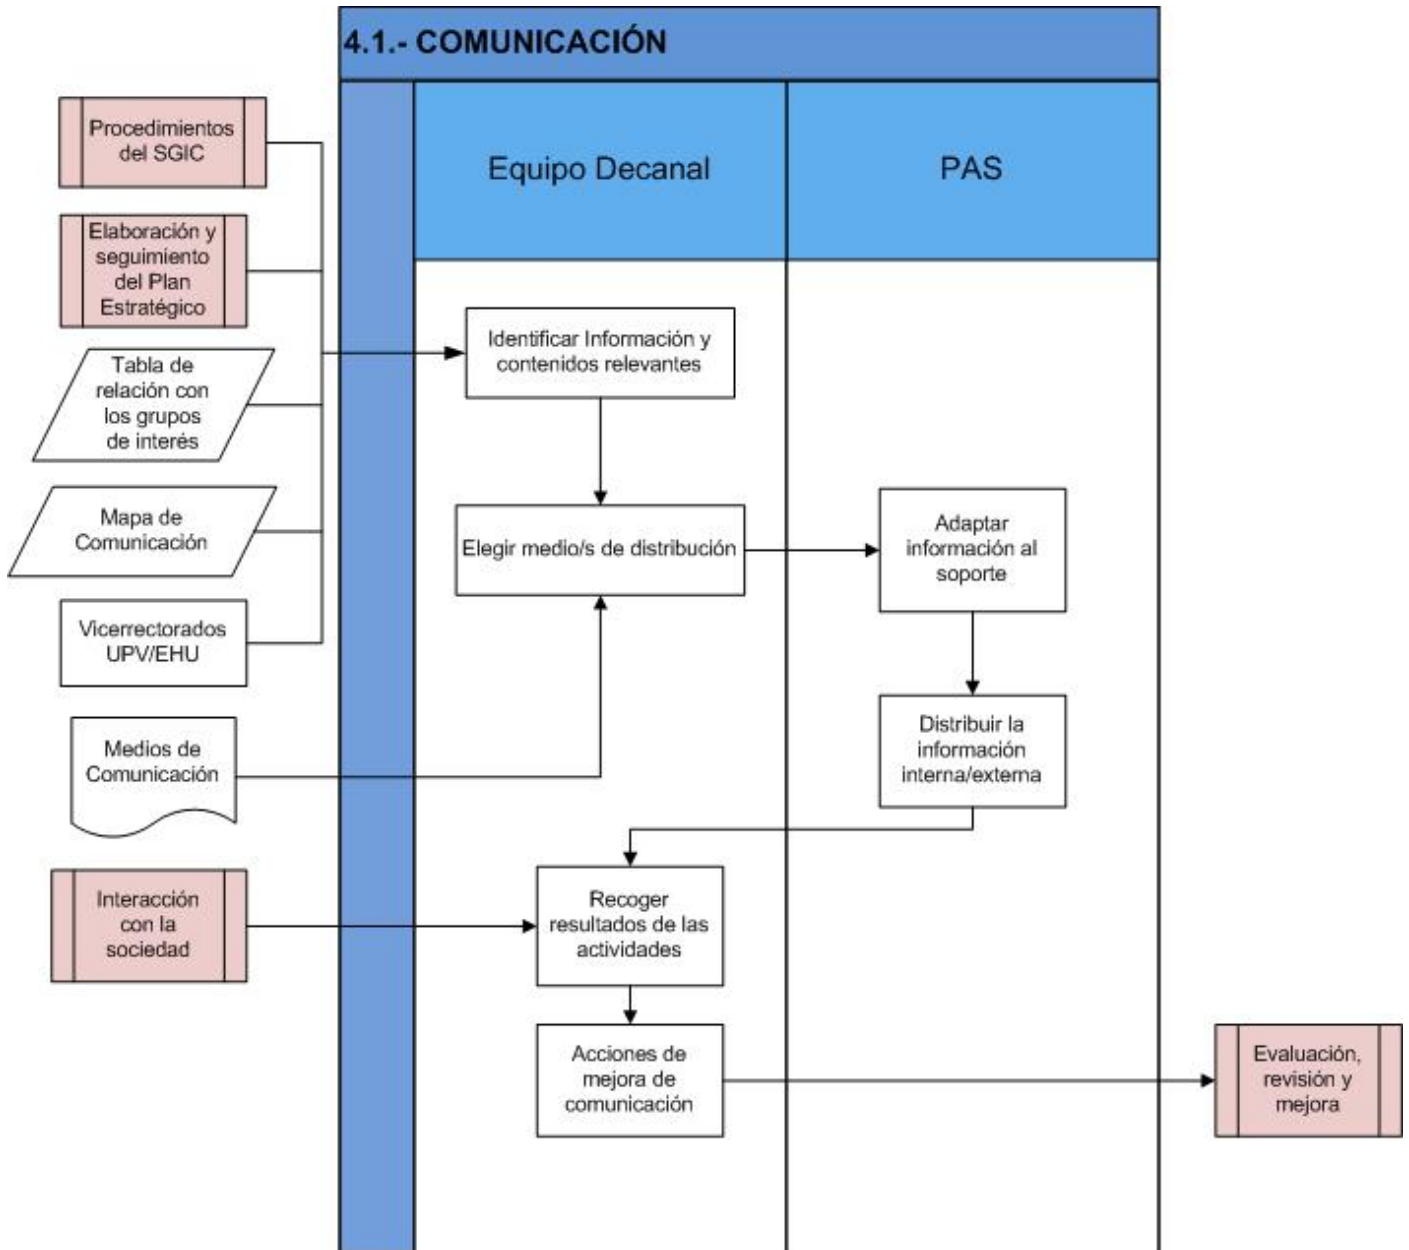 4.1.- COMUNICACIÓN
Equipo Decanal
PAS
Procedimientos
del SGIC
Elaboración y
seguimiento
del Plan
Estratégico
Tabla de
relación con
los grupos
de interés
Mapa de
Comunicación
Vicerrectorados
UPV/EHU
Medios de
Comunicación
Interacción
con la
sociedad
Identificar Información y
contenidos relevantes
Elegir medio/s de distribución
Adaptar
información al
soporte
Distribuir la
información
interna/externa
Recoger
resultados de las
actividades
Acciones de
mejora de
comunicación
Evaluación,
revisión y
mejora